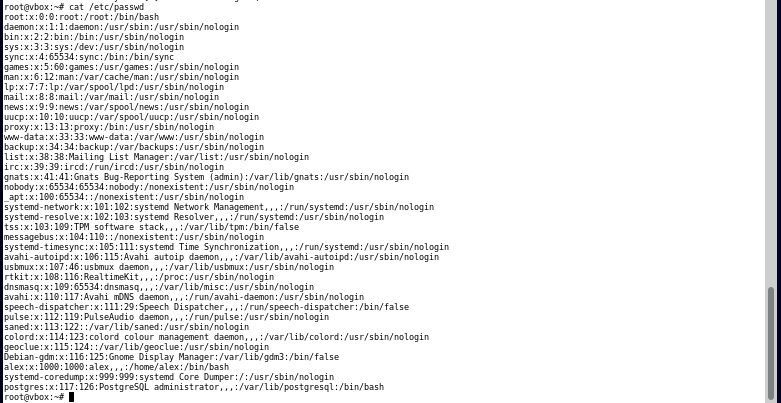 root@vbox:~# cat /etc/passwd
root:x:0:0:root:/root:/bin/bash
daemon:x:1:1:daemon:/usr/sbin:/usr/sbin/nologin
bin:x:2:2:bin:/bin:/usr/sbin/nologin
sys:x:3:3:sys:/dev:/usr/sbin/nologin
sync:x:4:65534:sync:/bin:/bin/sync
games:x:5:60:games:/usr/games:/usr/sbin/nologin
man:x:6:12:man:/var/cache/man:/usr/sbin/nologin
lp:x:7:7:lp:/var/spool/lpd:/usr/sbin/nologin
mail:x:8:8:mail:/var/mail:/usr/sbin/nologin
news:x:9:9:news:/var/spool/news:/usr/sbin/nologin
uucp:x:10:10:uucp:/var/spool/uucp:/usr/sbin/nologin
proxy:x:13:13:proxy:/bin:/usr/sbin/nologin
www-data:x:33:33:www-data:/var/www:/usr/sbin/nologin
backup:x:34:34:backup:/var/backups:/usr/sbin/nologin
list:x:38:38:Mailing List Manager:/var/list:/usr/sbin/nologin
irc:x:39:39:ircd:/run/ircd:/usr/sbin/nologin
gnats:x:41:41:Gnats Bug-Reporting System (admin):/var/lib/gnats:/usr/sbin/nologin
nobody:x:65534:65534:nobody:/nonexistent:/usr/sbin/nologin
_apt:x:100:65534::/nonexistent:/usr/sbin/nologin
systemd-network:x:101:102:systemd Network Management,,,:/run/systemd:/usr/sbin/nologin
systemd-resolve:x:102:103:systemd Resolver,,,:/run/systemd:/usr/sbin/nologin
tss:x:103:109:TPM software stack,,,:/var/lib/tpm:/bin/false
messagebus:x:104:110::/nonexistent:/usr/sbin/nologin
systemd-timesync:x:105:111:systemd Time Synchronization,,,:/run/systemd:/usr/sbin/nologin
avahi-autoipd:x:106:115:Avahi autoip daemon,,,:/var/lib/avahi-autoipd:/usr/sbin/nologin
usbmux:x:107:46:usbmux daemon,,,:/var/lib/usbmux:/usr/sbin/nologin
rtkit:x:108:116:RealtimeKit,,,:/proc:/usr/sbin/nologin
dnsmasq:x:109:65534:dnsmasq,,,:/var/lib/misc:/usr/sbin/nologin
avahi:x:110:117:Avahi mDNS daemon,,,:/run/avahi-daemon:/usr/sbin/nologin
speech-dispatcher:x:111:29:Speech Dispatcher,,,:/run/speech-dispatcher:/bin/false
pulse:x:112:119:PulseAudio daemon,,,:/run/pulse:/usr/sbin/nologin
saned:x:113:122::/var/lib/saned:/usr/sbin/nologin
colord:x:114:123:colord colour management daemon,,,:/var/lib/colord:/usr/sbin/nologin
geoclue:x:115:124::/var/lib/geoclue:/usr/sbin/nologin
Debian-gdm:x:116:125:Gnome Display Manager:/var/lib/gdm3:/bin/false
alex:x:1000:1000:alex,,,:/home/alex:/bin/bash
systemd-coredump:x:999:999:systemd Core Dumper:/:/usr/sbin/nologin
postgres:x:117:126:PostgreSQL administrator,,,:/var/lib/postgresql:/bin/bash
root@vbox:~#